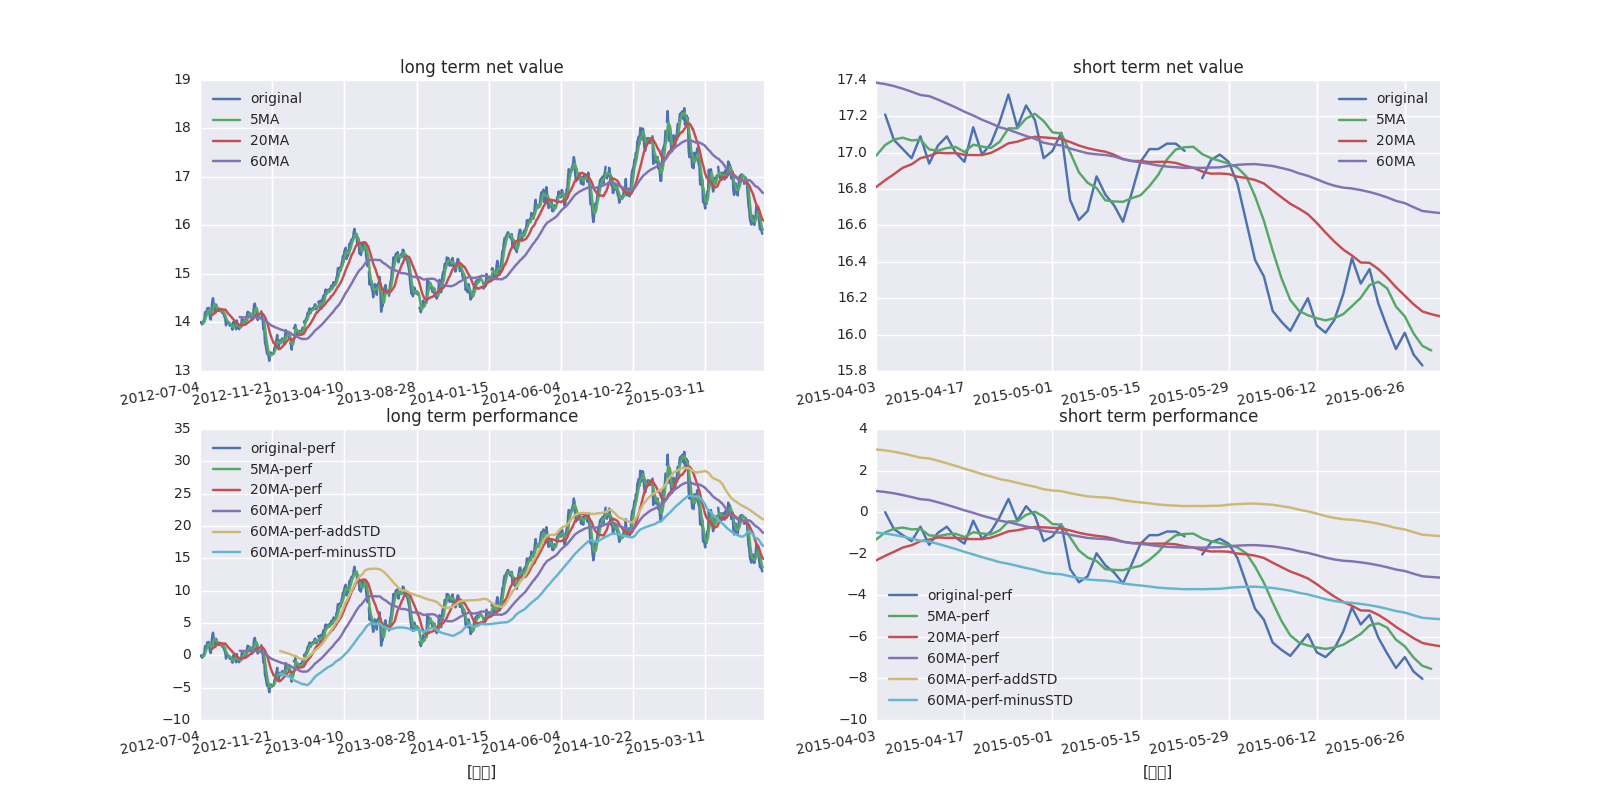 long term net value
19
18
17
16
15
14
13
original
5MA
20MA
60MA
2012-07-04 2012-11-21 2013-04-10 2013-08-28 2014-01-15 2014-06-04 2014-10-22 2015-03-11
short term net value
17.4
17.2
17.0
16.8
16.6
16.4
16.2
16.0
15.8
original
5MA
20MA
60MA
2015-04-03 2015-04-17 2015-05-01 2015-05-15 2015-05-29 2015-06-12 2015-06-26
long term performance
35
30
25
20
15
10
5
0
−5
−10
original-perf
5MA-perf
20MA-perf
60MA-perf
60MA-perf-addSTD
60MA-perf-minusSTD
2012-07-04 2012-11-21 2013-04-10 2013-08-28 2014-01-15 2014-06-04 2014-10-22 2015-03-11
short term performance
4
2
0
−2
−4
−6
−8
−10
original-perf
5MA-perf
20MA-perf
60MA-perf
60MA-perf-addSTD
60MA-perf-minusSTD
2015-04-03 2015-04-17 2015-05-01 2015-05-15 2015-05-29 2015-06-12 2015-06-26